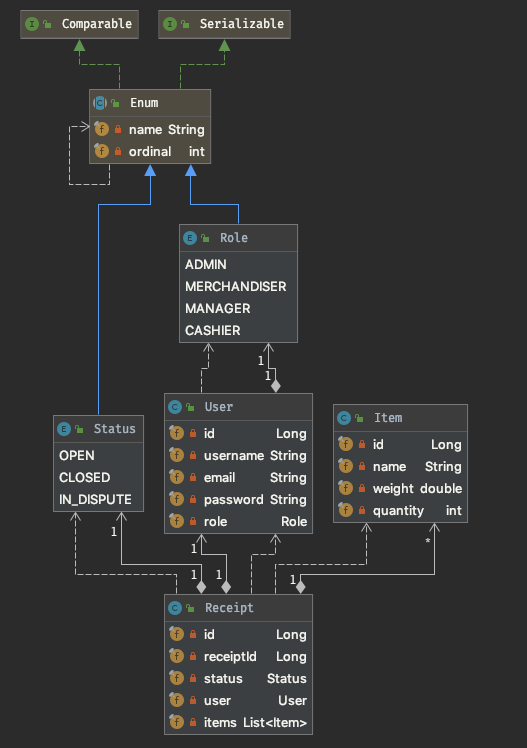 Comparable
Serializable
Enum
name String
ordinal int
Role
ADMIN
MERCHANDISER
MANAGER
CASHIER
1
1
User
id Long
username String
email String
password String
role Role
Status
OPEN
CLOSED
IN_DISPUTE
Item
id Long
name String
weight double
quantity int
1
1
*
1
1
1
Receipt
id Long
receiptId Long
status Status
user User
items List<Item>